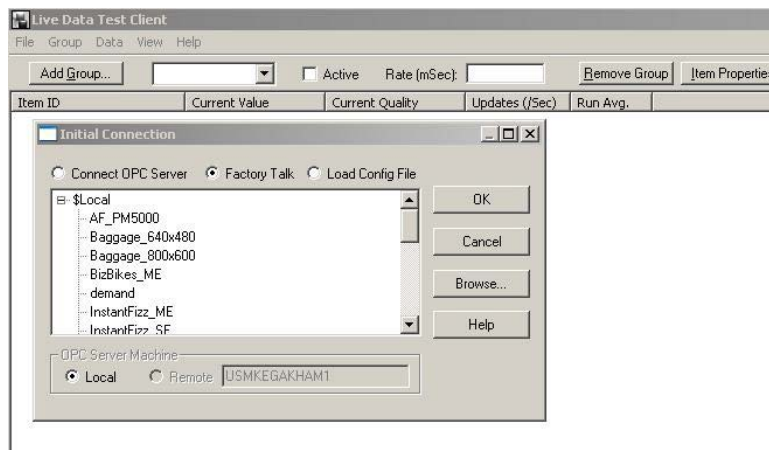 Live Data Test Client
File Group Data View Help
Add Group... Active Rate (mSec): Remove Group Item Properties
Item ID Current Value Current Quality Updates (/Sec) Run Avg.
Initial Connection
Connect OPC Server Factory Talk Load Config File
$Local
AF_PM5000
Baggage_640x480
Baggage_800x600
BizBikes_ME
demand
InstantFizz_ME
InstantFizz_SE
OK
Cancel
Browse...
Help
OPC Server Machine
Local Remote USMKEGAKHAM1